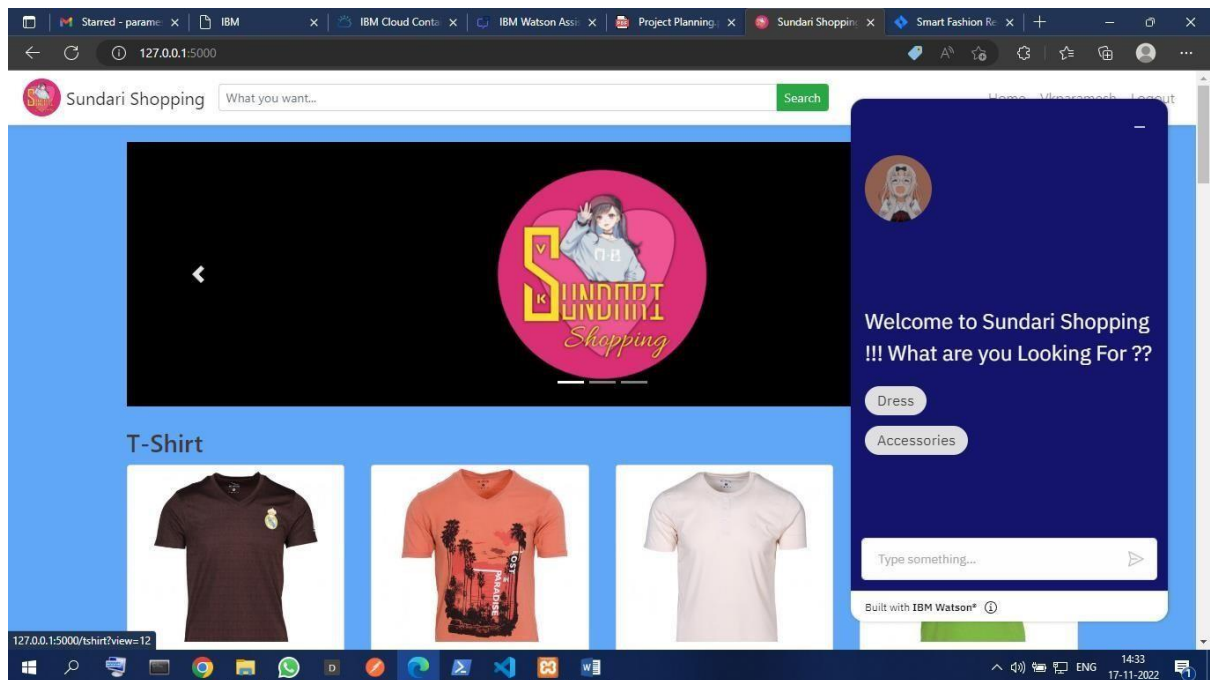 Starred - parame
IBM
IBM Cloud Conta
IBM Watson Assi
Project Planning.
Sundari Shopping
Smart Fashion Re
127.0.0.1:5000
Sundari Shopping
What you want...
Search
Home Vknaramesh Logout
V
SUNDARI
K
Shopping
T-Shirt
LOST
PARADISE
Welcome to Sundari Shopping
!!! What are you Looking For ??
Dress
Accessories
Type something...
Built with IBM Watson®
127.0.0.1:5000/tshirt?view=12
ENG
14:33
17-11-2022